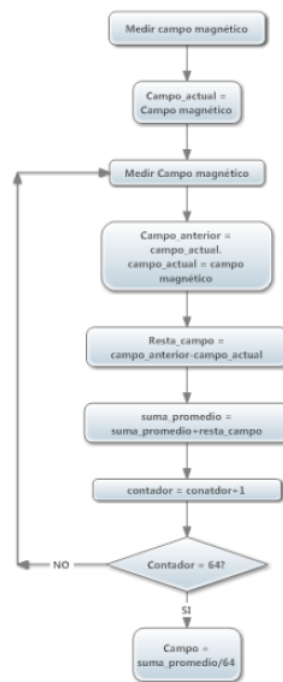 Medir campo magnético
Campo_actual =
Campo magnético
Medir Campo magnético
Campo_anterior =
campo_actual.
campo_actual = campo
magnético
Resta_campo =
campo_anterior-campo_actual
suma_promedio =
suma_promedio+resta_campo
contador = conatdor+1
Contador = 64?
NO
SI
Campo =
suma_promedio/64